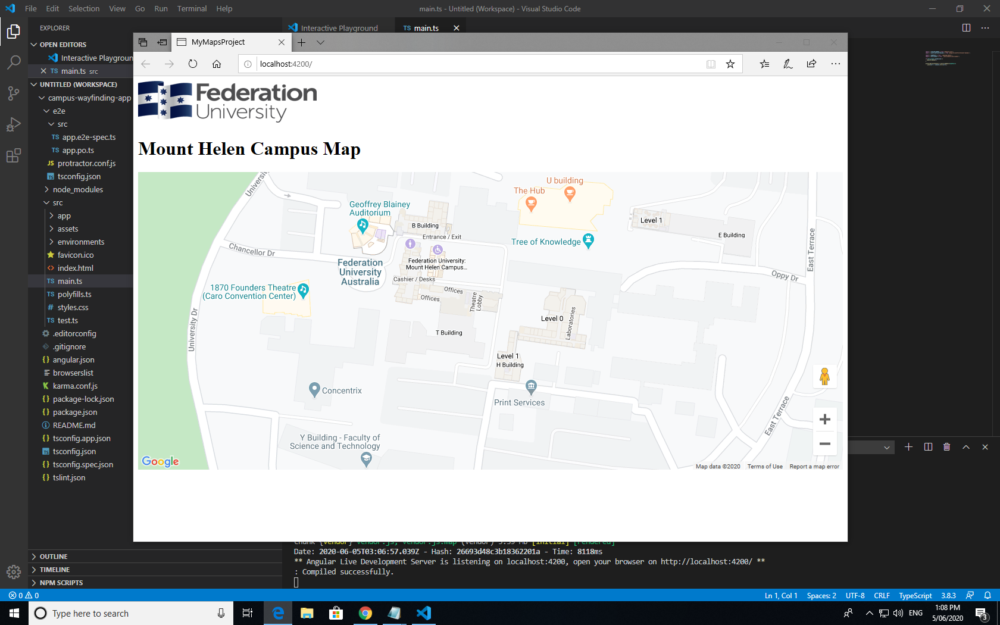 File Edit Selection View Go Run Terminal Help
main.ts - Untitled (Workspace) - Visual Studio Code
EXPLORER
OPEN EDITORS
Interactive Playgroun
TS main.ts src
UNTITLED (WORKSPACE)
campus-wayfinding-app
e2e
src
TS app.e2e-spec.ts
TS app.po.ts
JS protractor.conf.js
TS tsconfig.json
node_modules
src
app
assets
environments
favicon.ico
<> index.html
TS main.ts
TS polyfills.ts
# styles.css
TS test.ts
.editorconfig
.gitignore
{} angular.json
browserslist
karma.conf.js
{} package-lock.json
{} package.json
README.md
{} tsconfig.app.json
tsconfig.json
{} tsconfig.spec.json
{} tslint.json
OUTLINE
TIMELINE
NPM SCRIPTS
Interactive Playground
TS main.ts
MyMapsProject
localhost:4200/
Federation
University
Mount Helen Campus Map
University
U building
The Hub
Geoffrey Blainey
Auditorium
B Building
Level 1
E Building
Entrance / Exit
Tree of Knowledge
East Terrace
Chancellor Dr
Federation
University
Australia
Federation University:
Mount Helen Campus...
Cashier / Desks
Oppy Dr
1870 Founders Theatre
(Caro Convention Center)
Offices
Offices
Theatre
Lobby
University Dr
Level 0
Laboratories
T Building
Level 1
H Building
Concentrix
Print Services
East Terrace
Y Building - Faculty of
Science and Technology
Google
Map data ©2020 Terms of Use Report a map error
chunk {vendor} vendor.js, vendor.js.map (vendor) 5.39 MB [initial] [rendered]
Date: 2020-06-05T03:06:57.039Z - Hash: 26693d48c3b18362201a - Time: 8118ms
** Angular Live Development Server is listening on localhost:4200, open your browser on http://localhost:4200/ **
: Compiled successfully.
0 0
Ln 1, Col 1 Spaces: 2 UTF-8 CRLF TypeScript 3.8.3
Type here to search
ENG
1:08 PM
5/06/2020
3